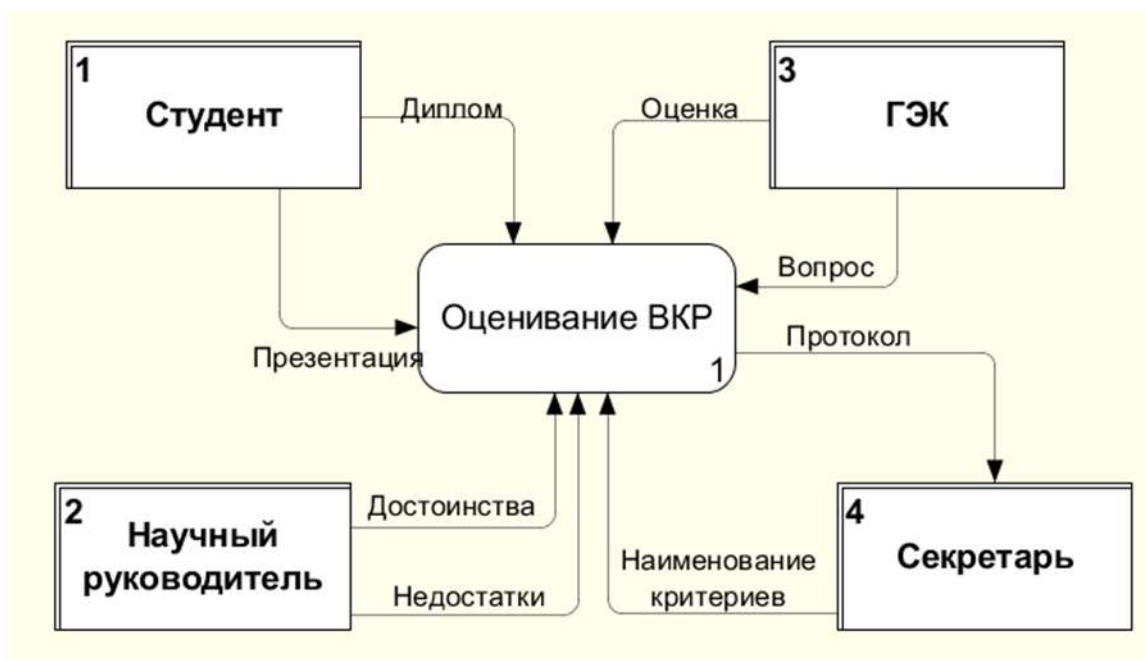 1
Студент
Диплом
Оценка
3
ГЭК
Вопрос
Оценивание ВКР
1
Презентация
Протокол
2
Научный
руководитель
Достоинства
Недостатки
Наименование
критериев
4
Секретарь